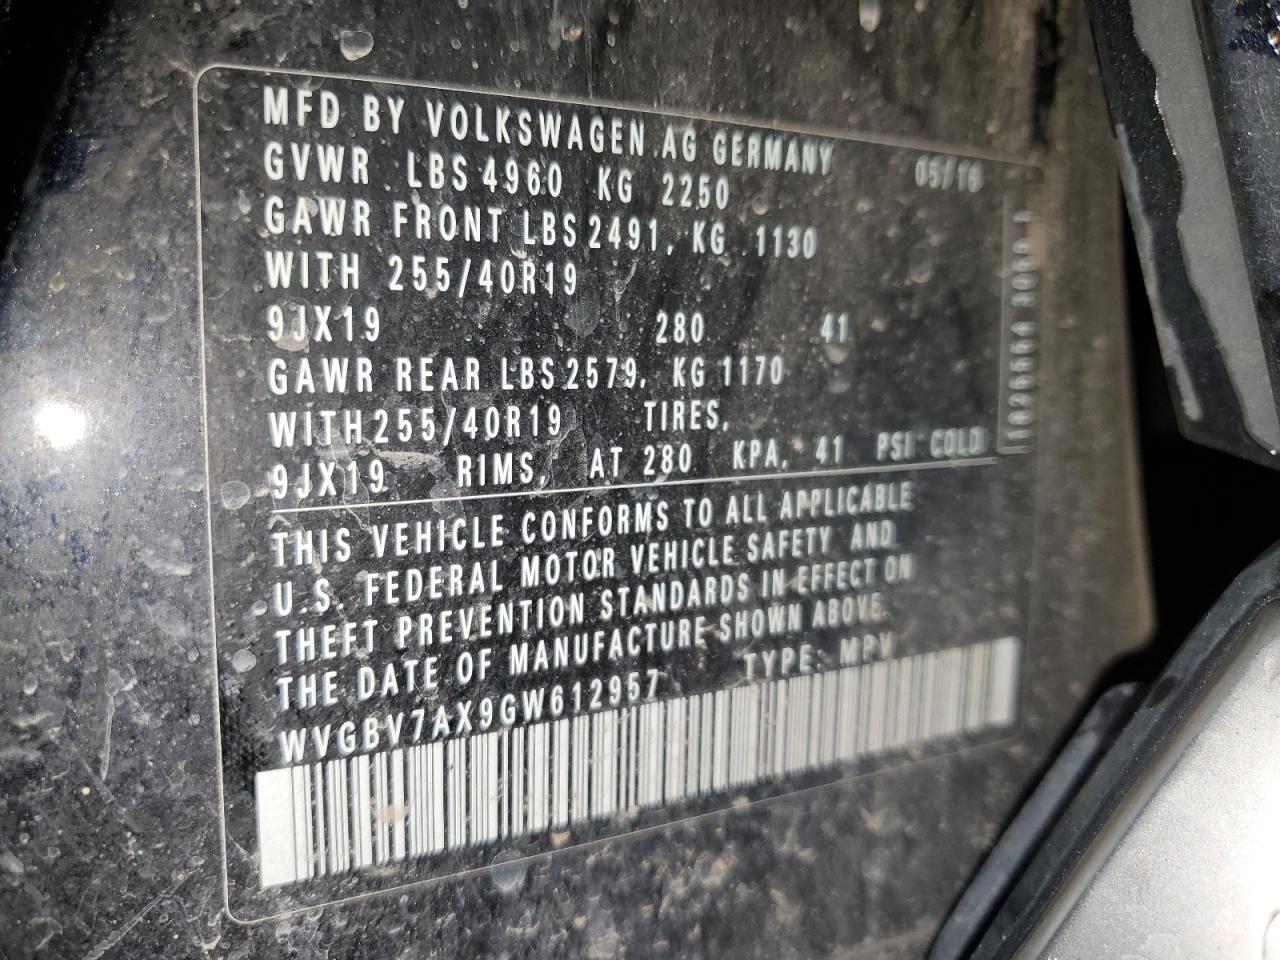 MFD BY VOLKSWAGEN AG GERMANY 05/16
GVWR LBS 4960 KG 2250
GAWR FRONT LBS 2491, KG 1130
WITH 255/40R19
9JX19 280 41
GAWR REAR LBS 2579, KG 1170
WITH 255/40R19 TIRES,
9JX19 RIMS, AT 280 KPA, 41 PSI COLD
THIS VEHICLE CONFORMS TO ALL APPLICABLE
U.S. FEDERAL MOTOR VEHICLE SAFETY AND
THEFT PREVENTION STANDARDS IN EFFECT ON
THE DATE OF MANUFACTURE SHOWN ABOVE.
WVGBV7AX9GW612957 TYPE: MPV